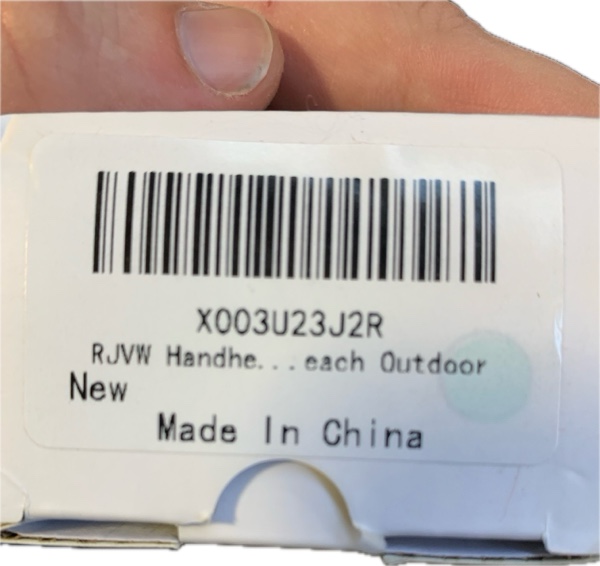 X003U23J2R
RJVW Handhe...each Outdoor
New
Made In China